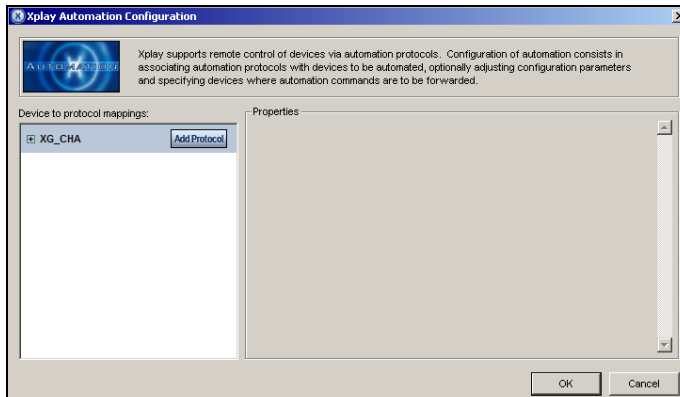 Xplay Automation Configuration
AUTOMATION
Xplay supports remote control of devices via automation protocols. Configuration of automation consists in
associating automation protocols with devices to be automated, optionally adjusting configuration parameters
and specifying devices where automation commands are to be forwarded.
Device to protocol mappings:
Properties
XG_CHA
Add Protocol
OK
Cancel